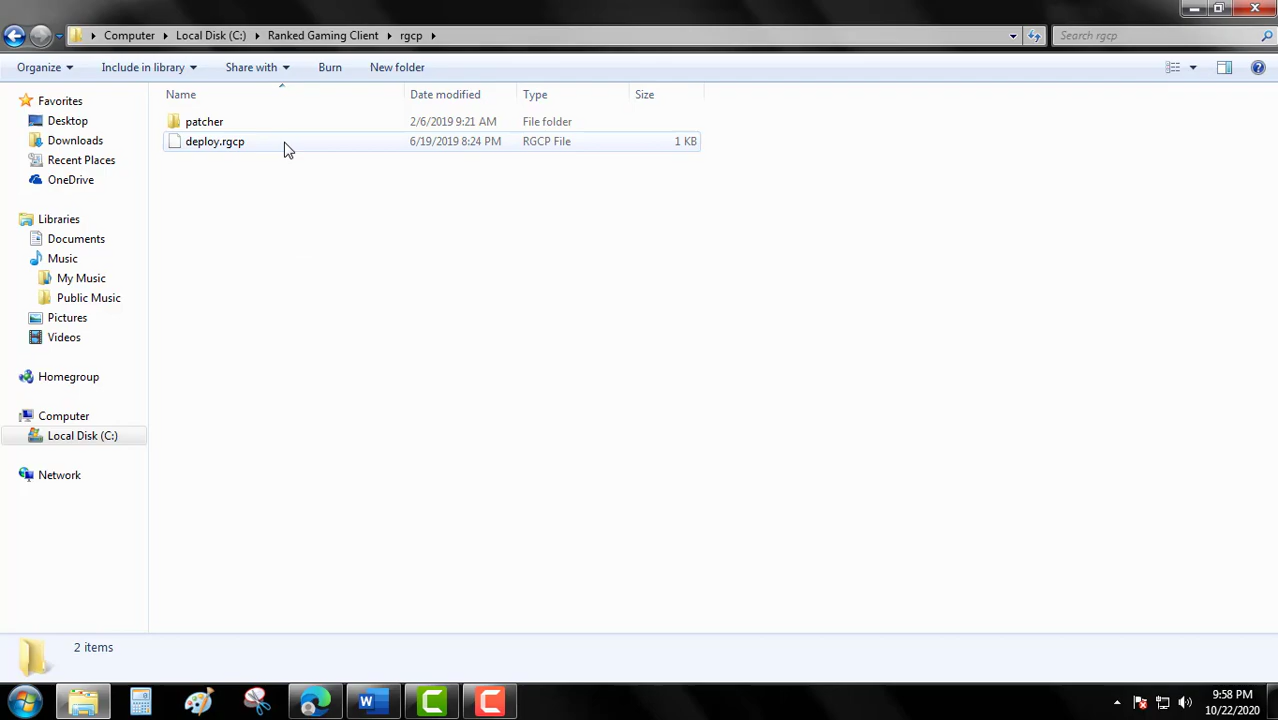 Computer Local Disk (C:) Ranked Gaming Client rgcp Search rgcp
Organize Include in library Share with Burn New folder
Name Date modified Type Size
Favorites
Desktop
Downloads
Recent Places
OneDrive
Libraries
Documents
Music
My Music
Public Music
Pictures
Videos
Homegroup
Computer
Local Disk (C:)
Network
patcher 2/6/2019 9:21 AM File folder
deploy.rgcp 6/19/2019 8:24 PM RGCP File 1 KB
2 items
9:58 PM
10/22/2020